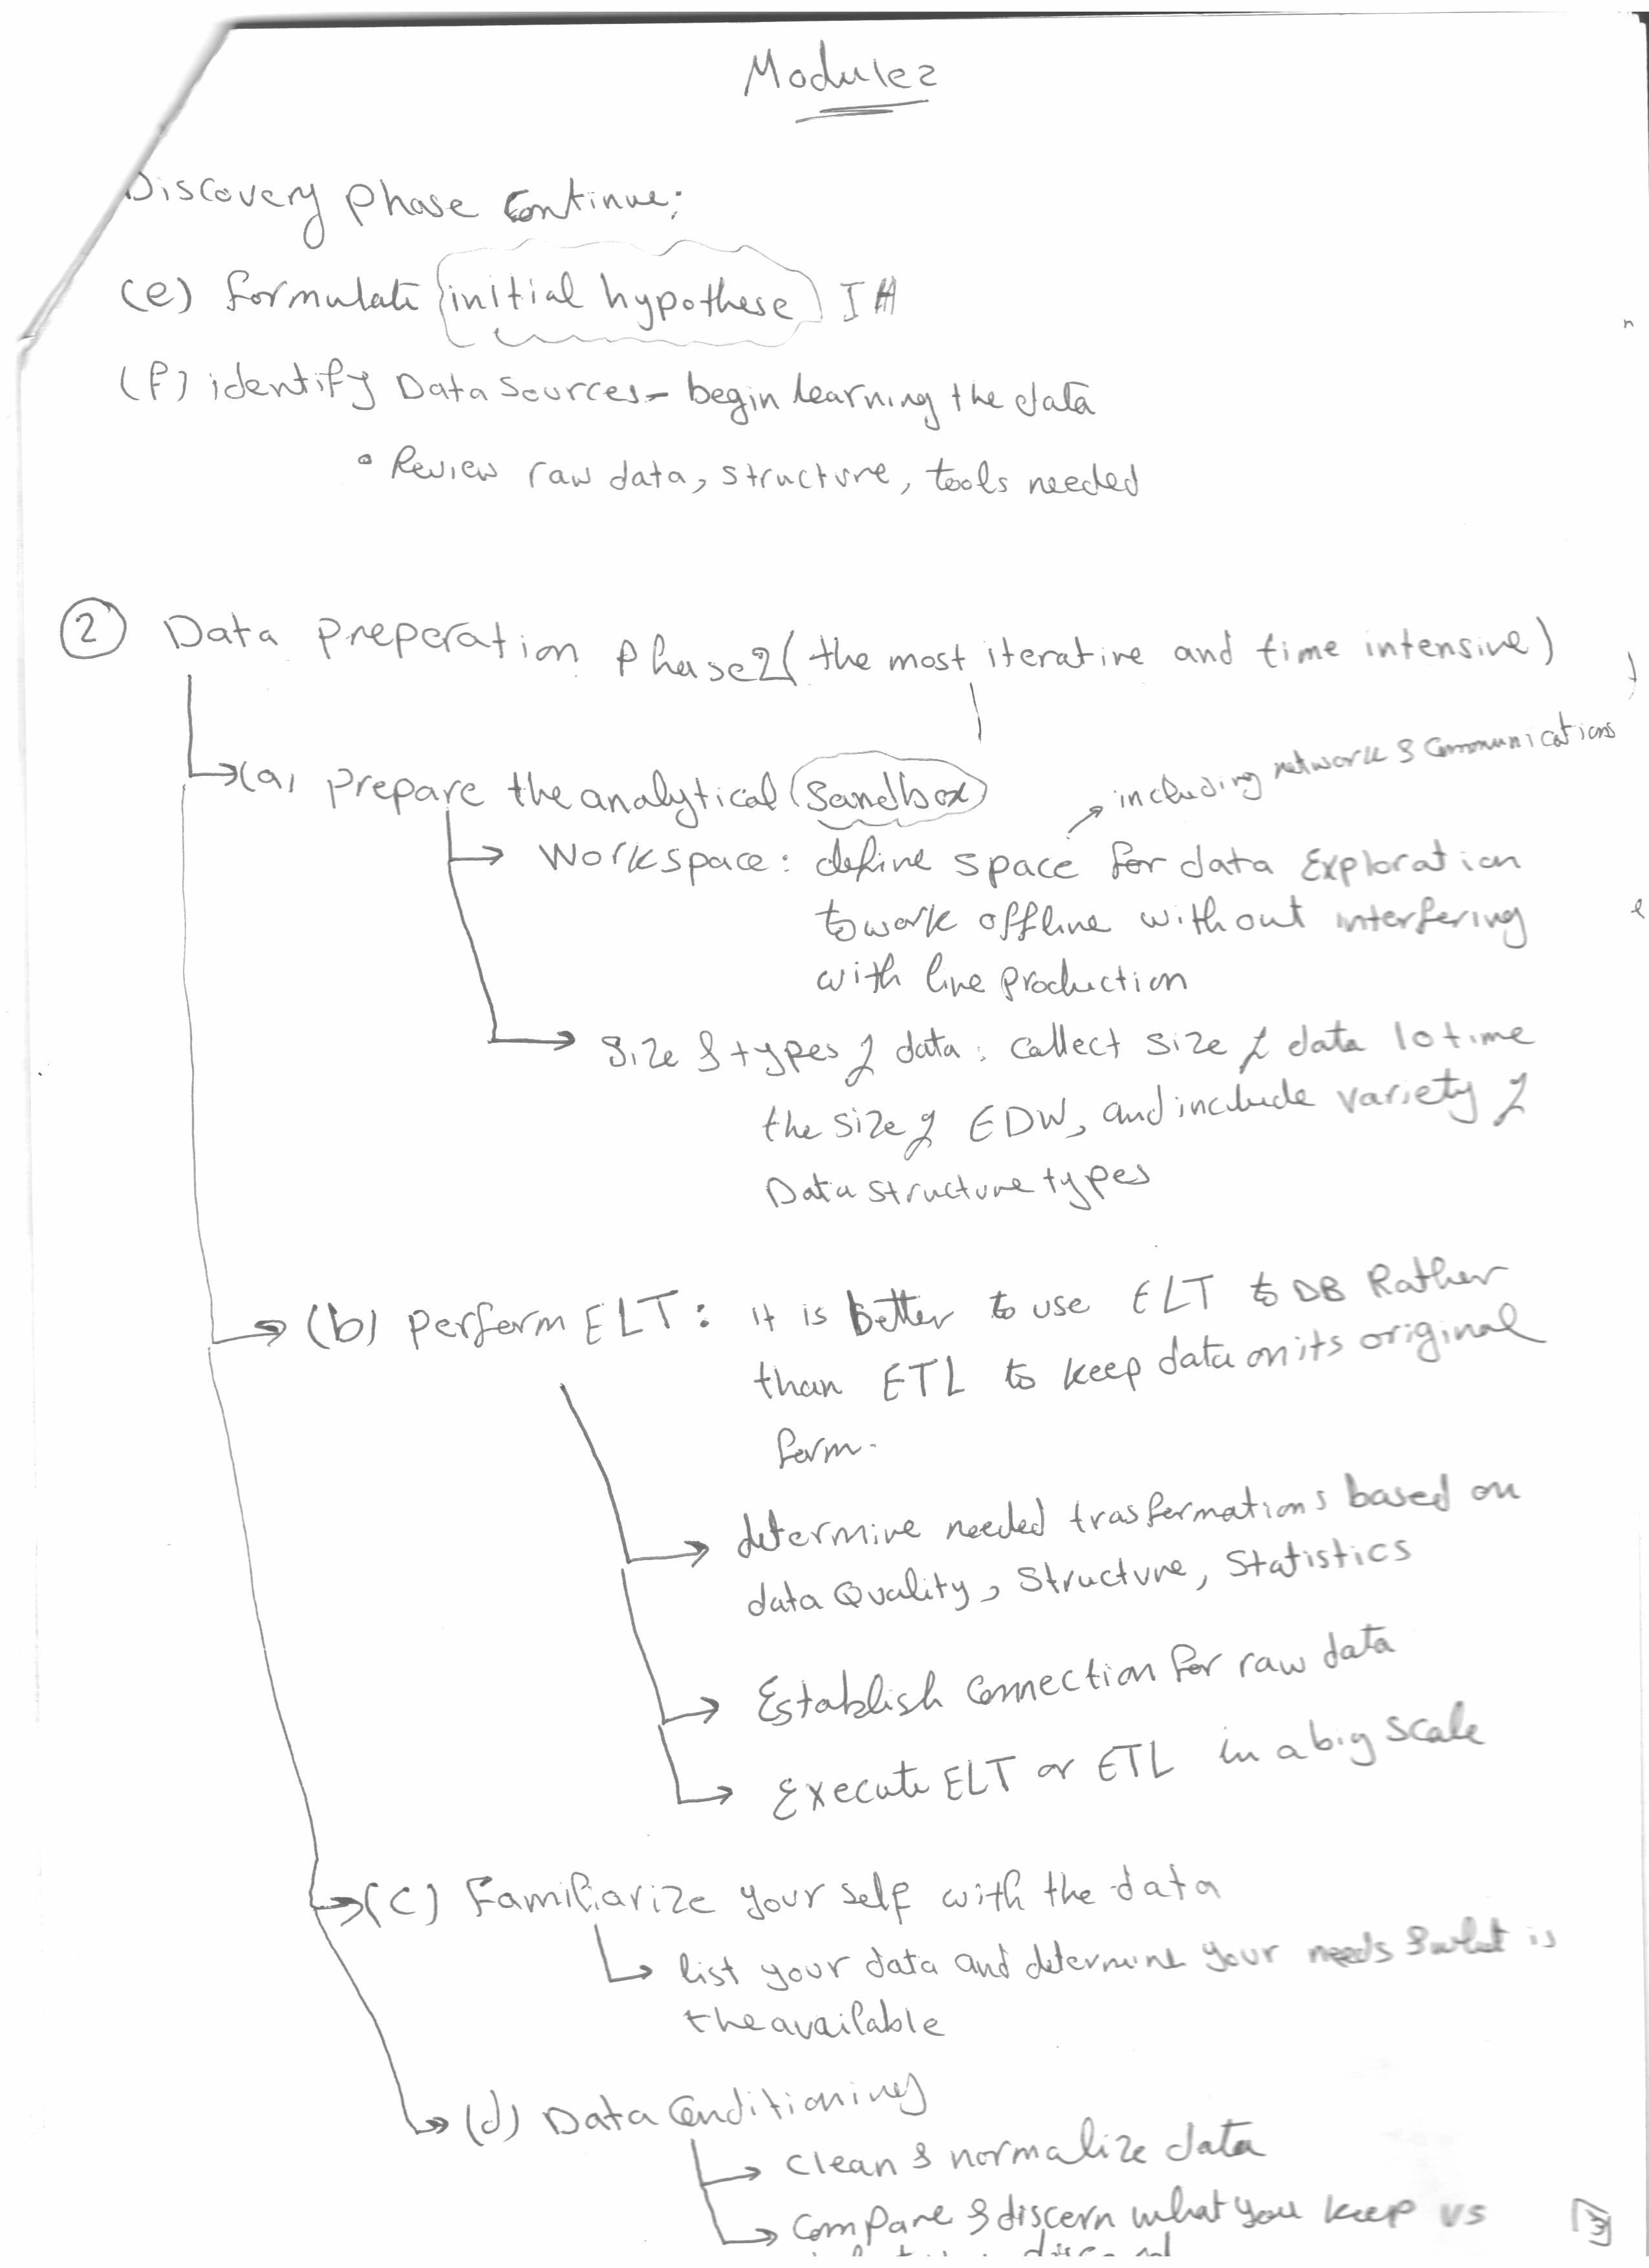 Module 2
Discovery phase continue:
(e) formulate initial hypothese IH
(f) identify Data Sources - begin learning the data
• Review raw data, structure, tools needed
② Data preperation phase2 (the most iterative and time intensive)
including network & communications
(a) prepare the analytical sandbox
Workspace: define space for data Exploration
to work offline without interfering
with live production
Size & types of data: collect size of data 10 time
the size of EDW, and include variety of
Data structure types
(b) perform ELT: it is better to use ELT to DB Rather
than ETL to keep data on its original
form.
determine needed trasformations based on
data Quality, Structure, Statistics
Establish connection for raw data
Execute ELT or ETL in a big scale
(c) Familiarize your self with the data
list your data and determine your needs & what is
the available
(d) Data Conditioning
clean & normalize data
Compare & discern what you keep vs